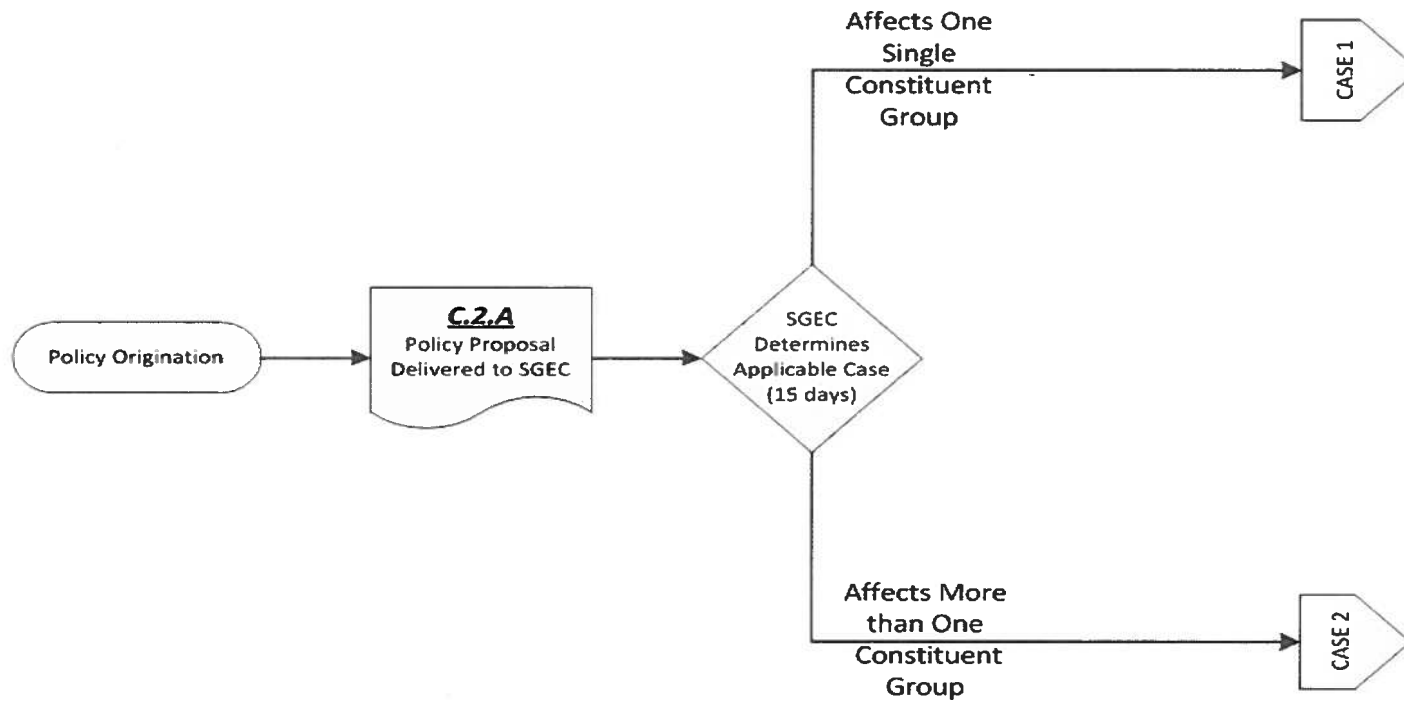 Affects One
Single
Constituent
Group
CASE 1
Policy Origination
C.2.A
Policy Proposal
Delivered to SGEC
SGEC
Determines
Applicable Case
(15 days)
Affects More
than One
Constituent
Group
CASE 2